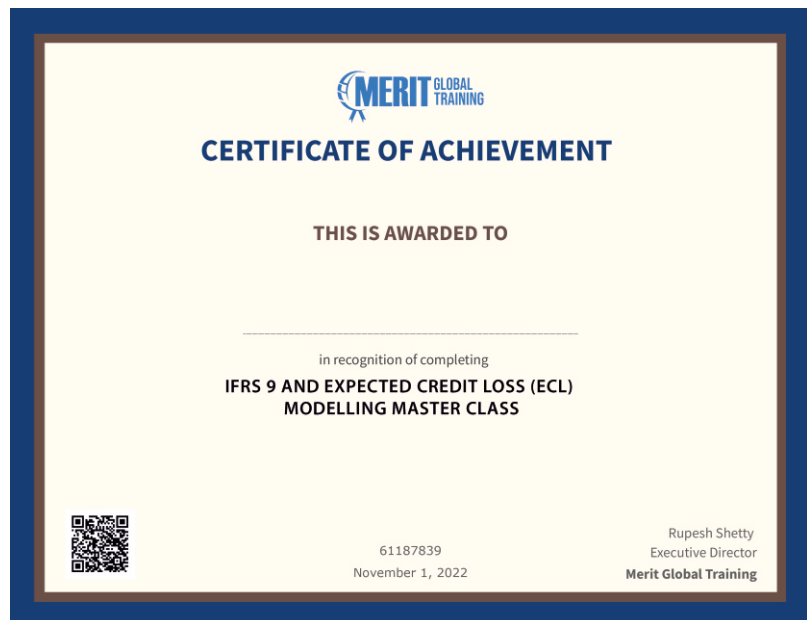 MERIT GLOBAL TRAINING
CERTIFICATE OF ACHIEVEMENT
THIS IS AWARDED TO
in recognition of completing
IFRS 9 AND EXPECTED CREDIT LOSS (ECL)
MODELLING MASTER CLASS
61187839
November 1, 2022
Rupesh Shetty
Executive Director
Merit Global Training